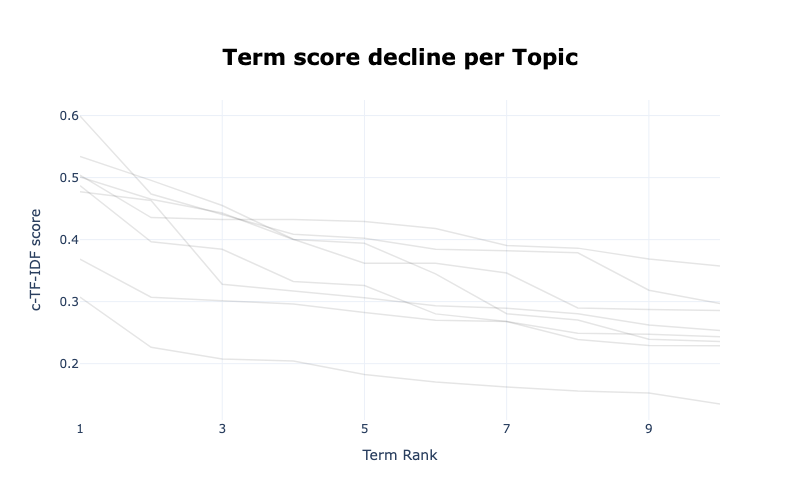 Term score decline per Topic
0.6
0.5
0.4
0.3
0.2
c-TF-IDF score
1 3 5 7 9
Term Rank